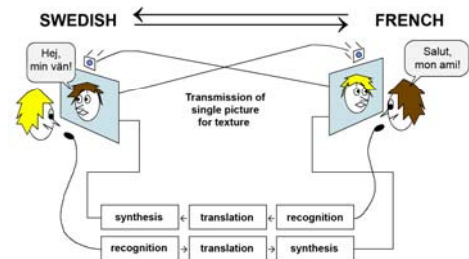 SWEDISH
FRENCH
Hej,
min vän!
Salut,
mon ami!
Transmission of
single picture
for texture
synthesis
translation
recognition
recognition
translation
synthesis